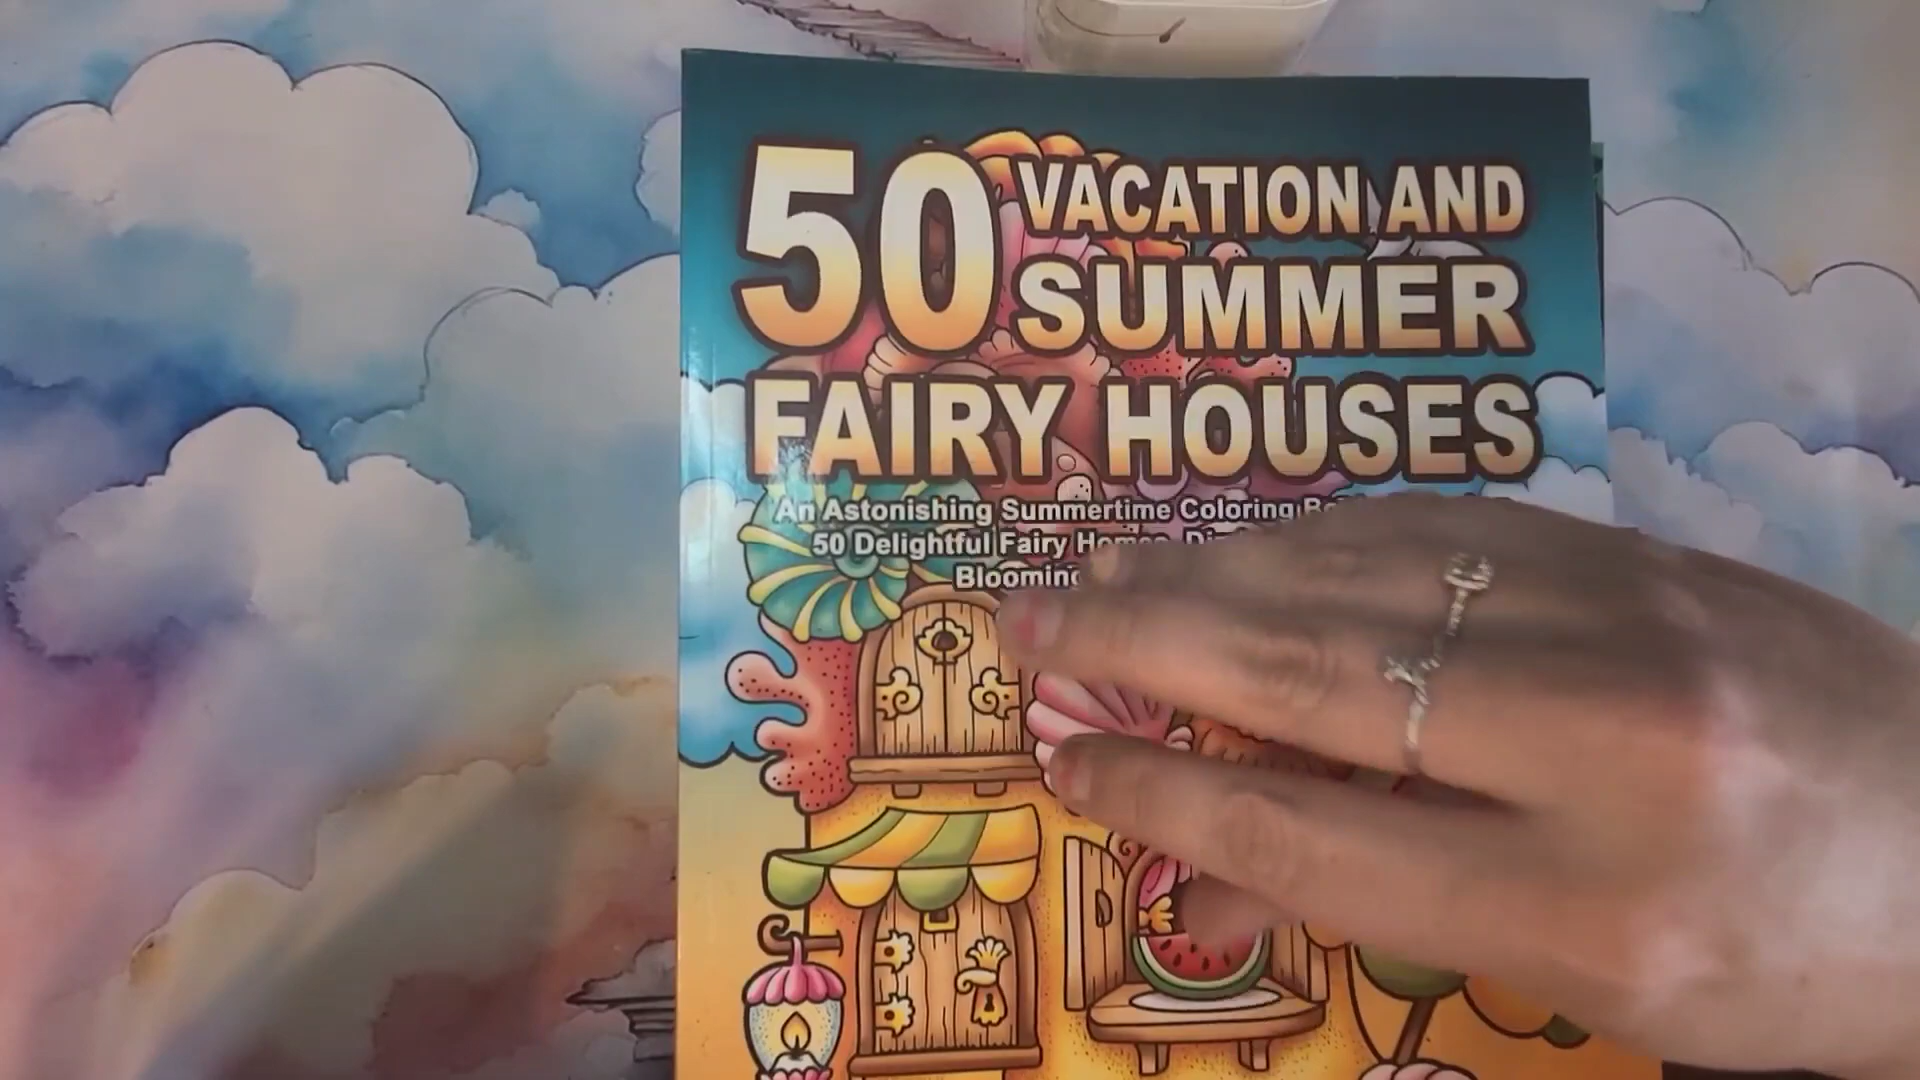 50 VACATION AND
SUMMER
FAIRY HOUSES
An Astonishing Summertime Coloring
50 Delightful Fairy